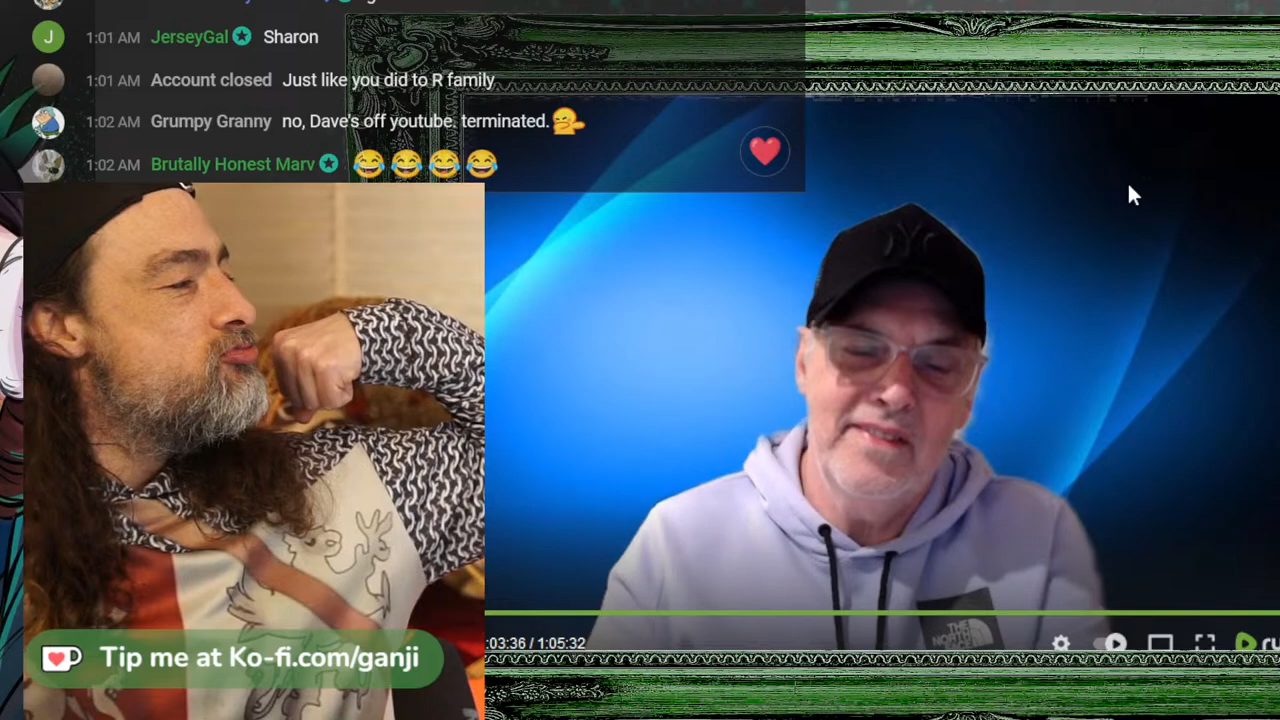 J 1:01 AM JerseyGal Sharon
1:01 AM Account closed Just like you did to R family
1:02 AM Grumpy Granny no, Dave's off youtube, terminated.
1:02 AM Brutally Honest Marv
THE
NORTH
:03:36 / 1:05:32
Tip me at Ko-fi.com/ganji